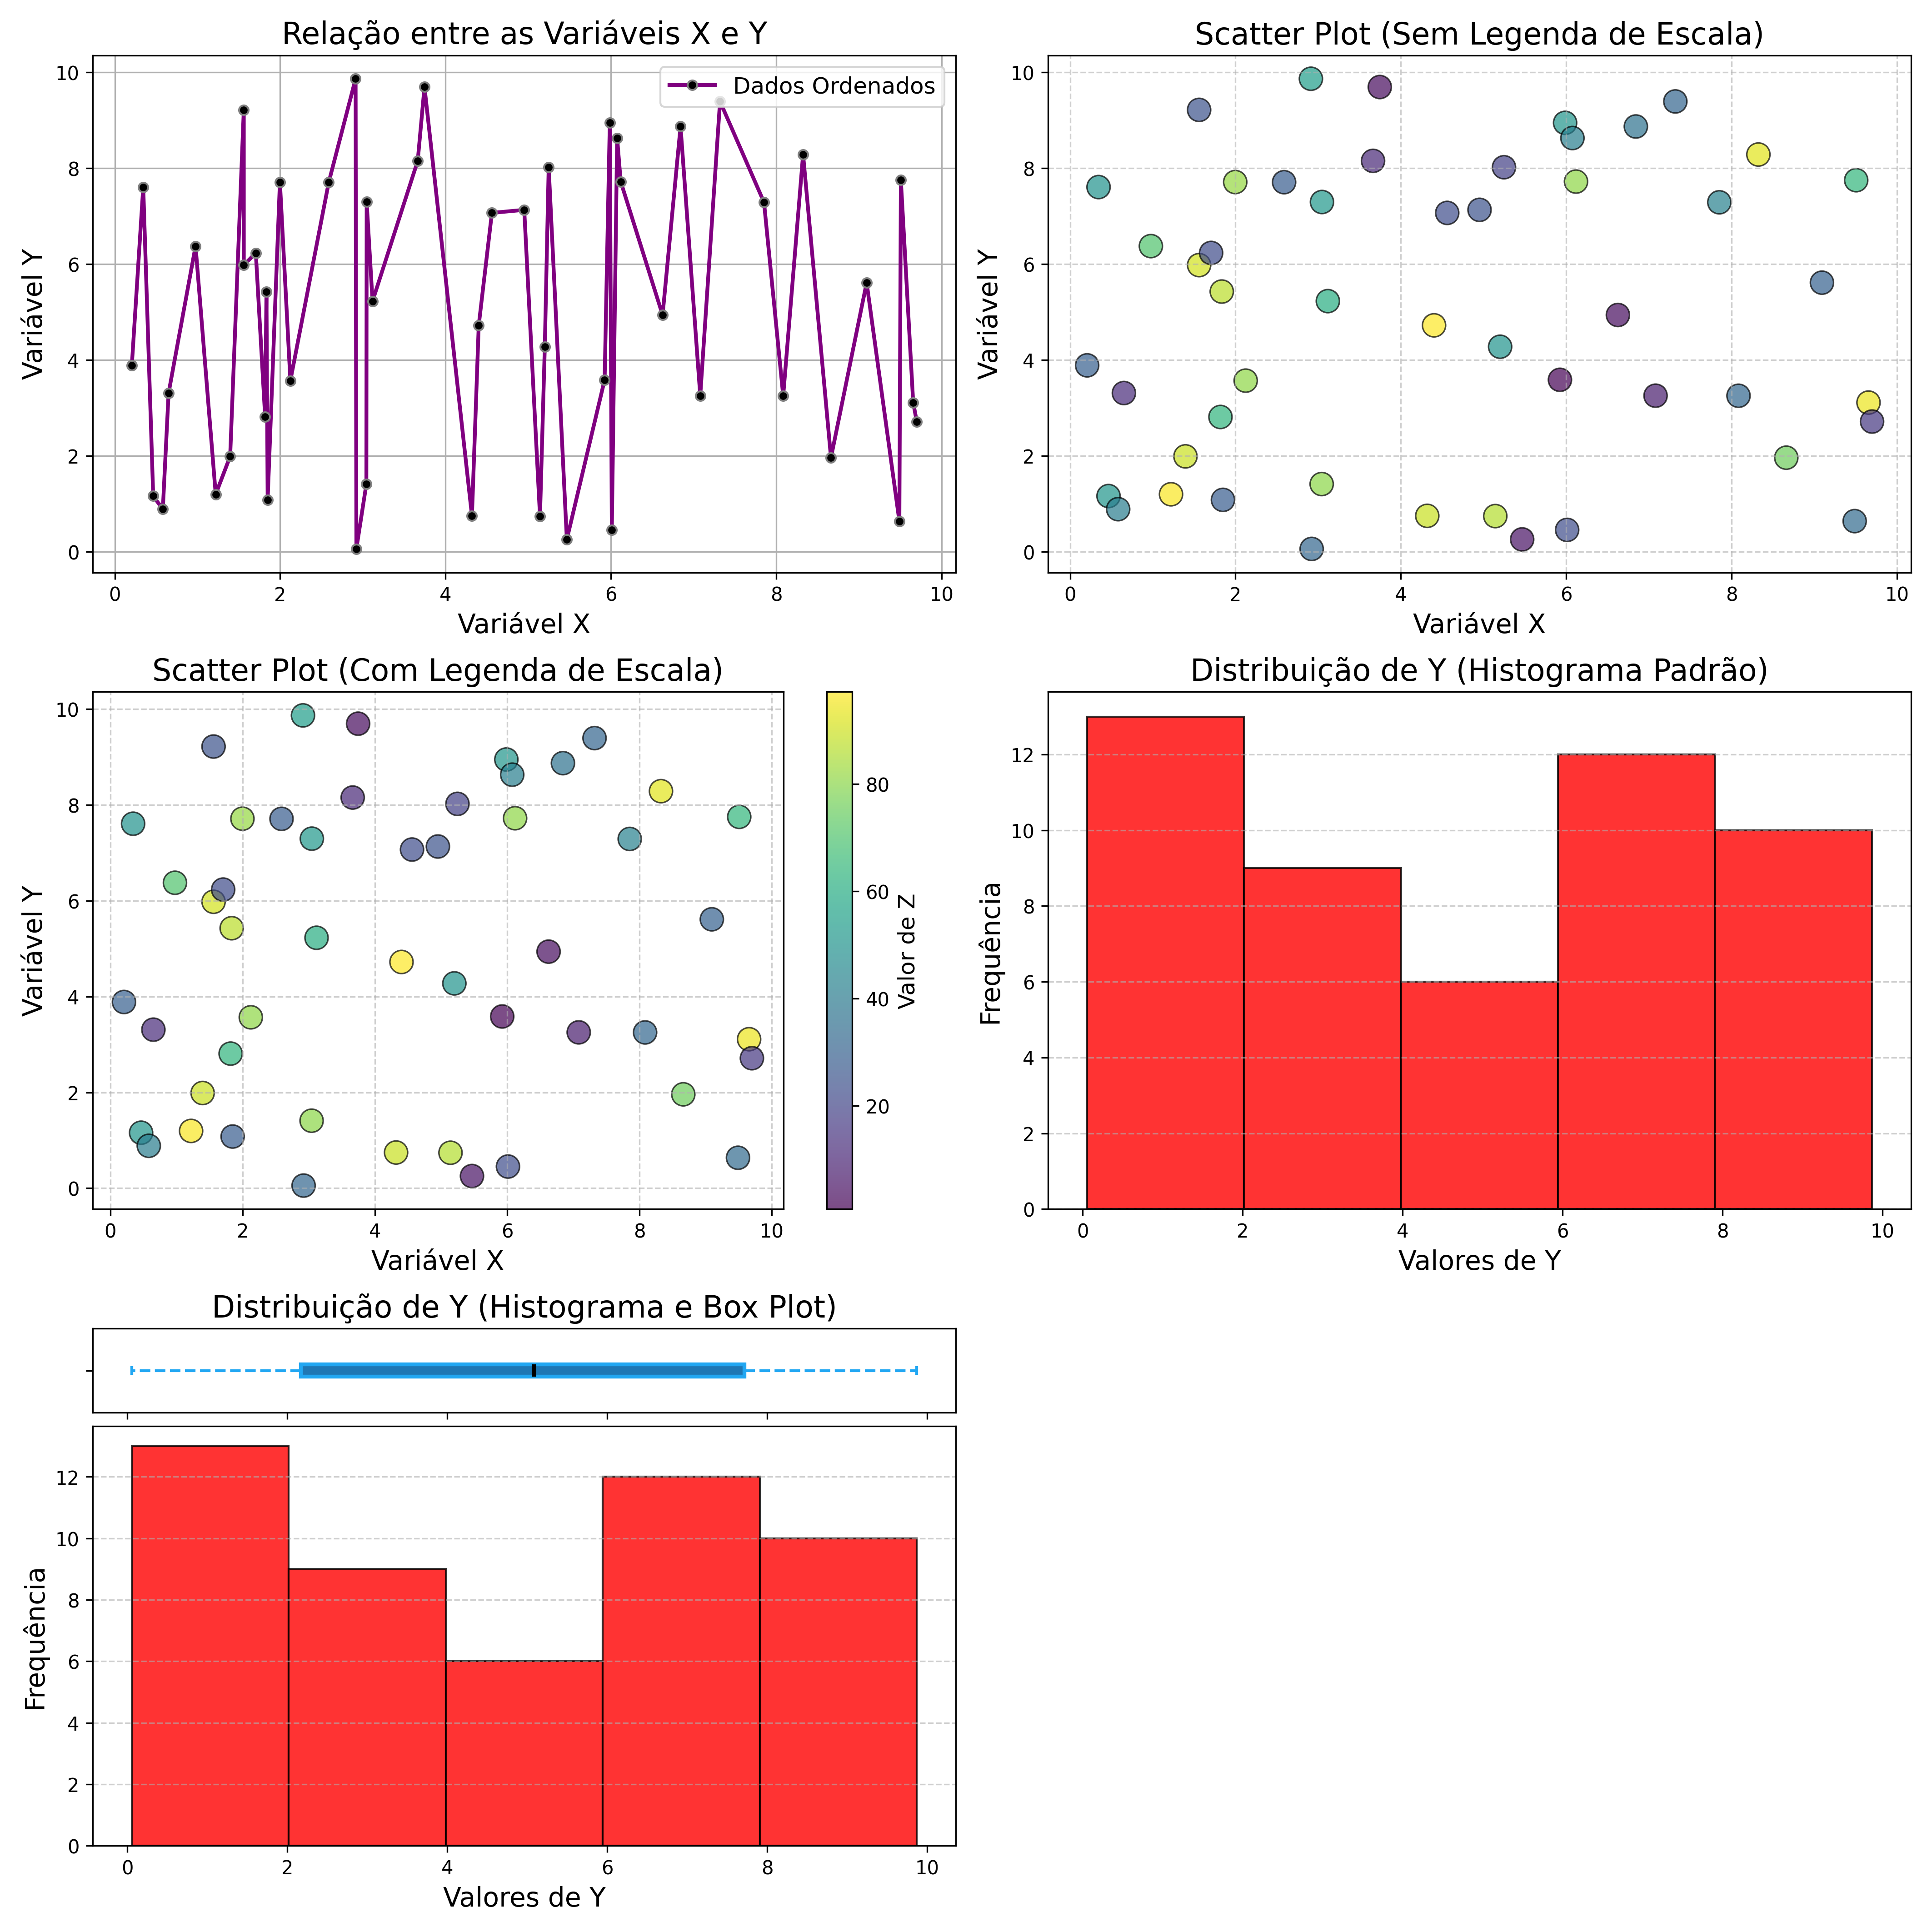 Relação entre as Variáveis X e Y
Dados Ordenados
10
8
6
4
2
0
Variável Y
0 2 4 6 8 10
Variável X
Scatter Plot (Sem Legenda de Escala)
10
8
6
4
2
0
Variável Y
0 2 4 6 8 10
Variável X
Scatter Plot (Com Legenda de Escala)
10
8
6
4
2
0
Variável Y
0 2 4 6 8 10
Variável X
80
60
40
20
Valor de Z
Distribuição de Y (Histograma Padrão)
12
10
8
6
4
2
0
Frequência
0 2 4 6 8 10
Valores de Y
Distribuição de Y (Histograma e Box Plot)
12
10
8
6
4
2
0
Frequência
0 2 4 6 8 10
Valores de Y